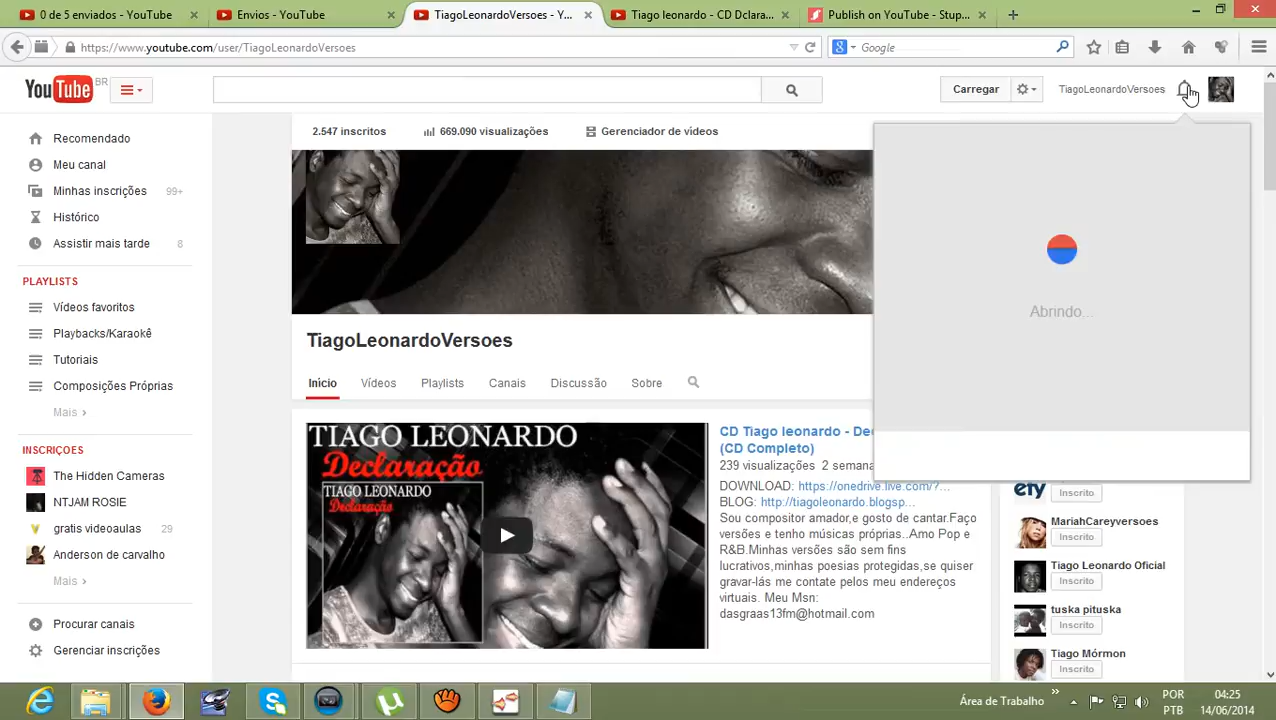 0 de 5 - YouTube
Envios - YouTube
TiagoLeonardoVersoes - Y...
Tiago leonardo - CD Dclara...
Publish on YouTube - Stup...
https://www.youtube.com/user/TiagoLeonardoVersoes
Google
YouTube BR
Carregar
TiagoLeonardoVersoes
Recomendado
Meu canal
Minhas inscrições 99+
Histórico
Assistir mais tarde 8
PLAYLISTS
Vídeos favoritos
Playbacks/Karaokê
Tutoriais
Composições Próprias
Mais ›
INSCRIÇÕES
The Hidden Cameras
NTJAM ROSIE
gratis videoaulas 29
Anderson de carvalho
Mais ›
Procurar canais
Gerenciar inscrições
2.547 inscritos
669.090 visualizações
Gerenciador de vídeos
Abrindo...
TiagoLeonardoVersoes
Início
Vídeos
Playlists
Canais
Discussão
Sobre
TIAGO LEONARDO
Declaração
TIAGO LEONARDO
Declaração
CD Tiago leonardo - De
(CD Completo)
239 visualizações 2 semana
DOWNLOAD: https://onedrive.live.com/?...
BLOG: http://tiagoleonardo.blogsp...
Sou compositor amador,e gosto de cantar.Faço
versões e tenho músicas próprias..Amo Pop e
R&B.Minhas versões são sem fins
lucrativos,minhas poesias protegidas,se quiser
gravar-lás me contate pelos meu endereços
virtuais. Meu Msn:
dasgraas13fm@hotmail.com
Inscrito
MariahCareyversoes
Inscrito
Tiago Leonardo Oficial
Inscrito
tuska pituska
Inscrito
Tiago Mórmon
Inscrito
Área de Trabalho
POR
PTB
04:25
14/06/2014